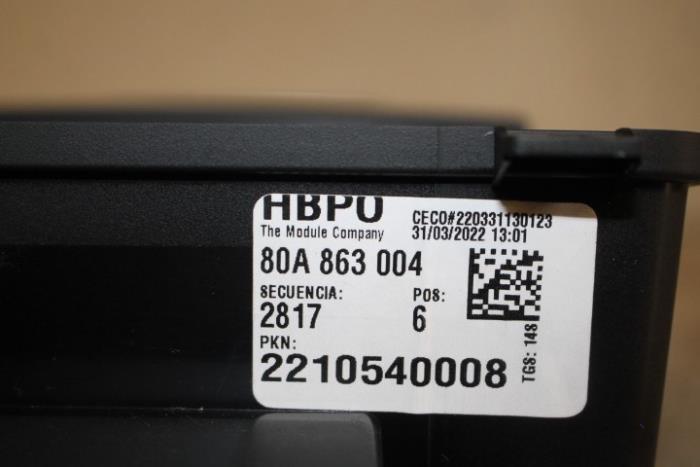 HBPO CECO#220331130123
The Module Company 31/03/2022 13:01
80A 863 004
SECUENCIA: POS:
2817 6
PKN:
2210540008
TGS: 148